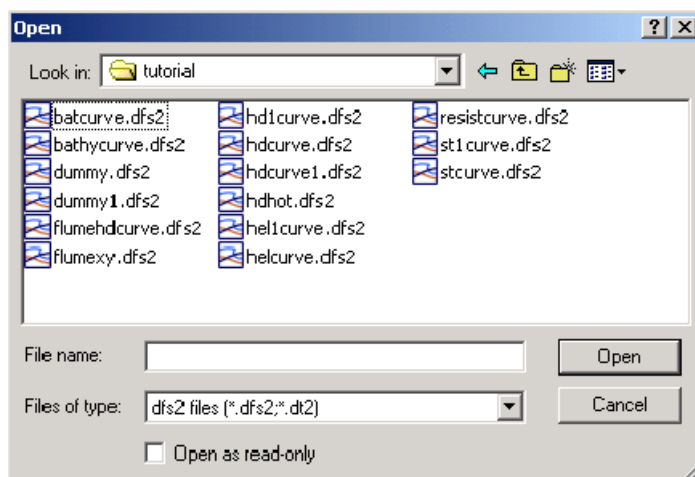 Open
Look in: tutorial
batcurve.dfs2
bathycurve.dfs2
dummy.dfs2
dummy1.dfs2
flumehdcurve.dfs2
flumexy.dfs2
hd1curve.dfs2
hdcurve.dfs2
hdcurve1.dfs2
hdhot.dfs2
hel1curve.dfs2
helcurve.dfs2
resistcurve.dfs2
st1curve.dfs2
stcurve.dfs2
File name:
Open
Files of type: dfs2 files (*.dfs2;*.dt2)
Cancel
Open as read-only